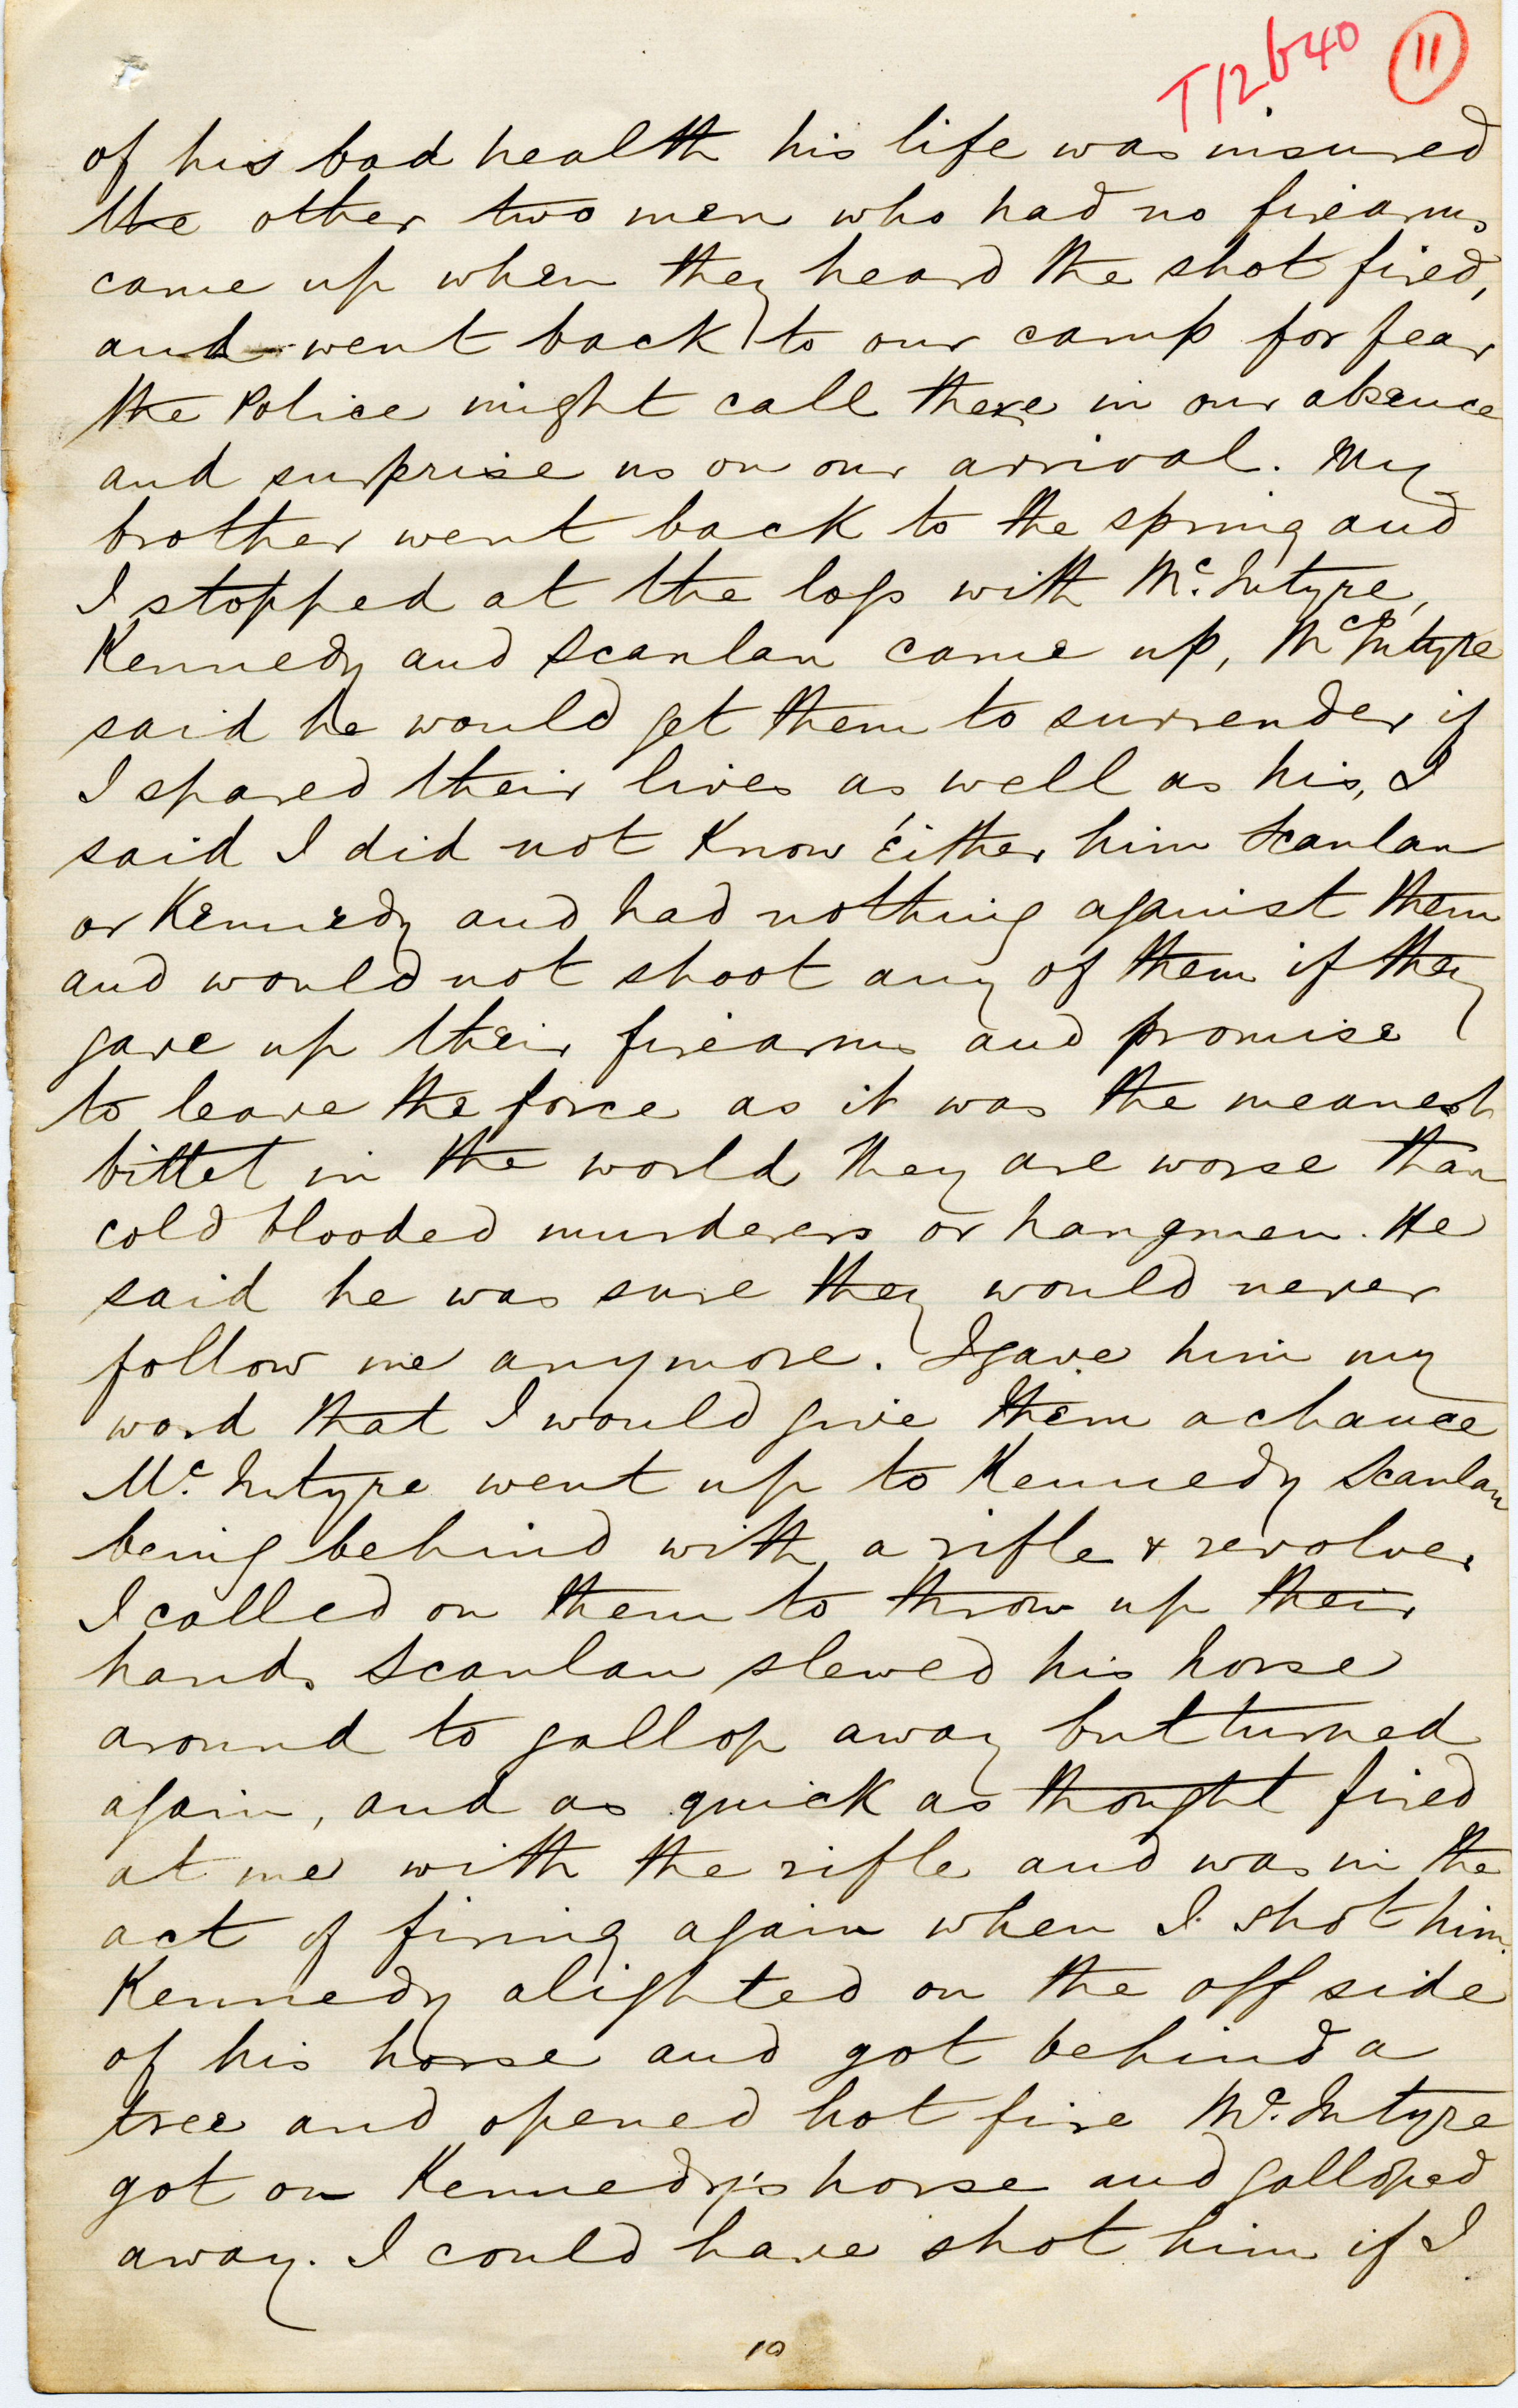 T12640 11
of his bad health his life was insured
the other two men who had no firearms
came up when they heard the shot fired,
and went back to our camp for fear
the Police might call there in our absence
and surprise us on our arrival. My
brother went back to the spring and
I stopped at the logs with Mc. Intyre,
Kennedy and Scanlan came up, McIntyre
said he would get them to surrender if
I spared their lives as well as his, I
said I did not Know either him Scanlan
or Kennedy and had nothing against them
and would not shoot any of them if they
gave up their firearms and promise
to leave the force as it was the meanest
bittet in the world they are worse than
cold blooded murderers or hangmen. He
said he was sure they would never
follow me anymore. I gave him my
word that I would give them a chance
Mc. Intyre went up to Kennedy Scanlan
being behind with a rifle & revolver
I called on them to throw up their
hands Scanlan slewed his horse
around to gallop away but turned
again, and as quick as thought fired
at me with the rifle and was in the
act of firing again when I shot him.
Kennedy alighted on the off side
of his horse and got behind a
tree and opened hot fire Mc. Intyre
got on Kennedy's horse and galloped
away. I could have shot him if I
10